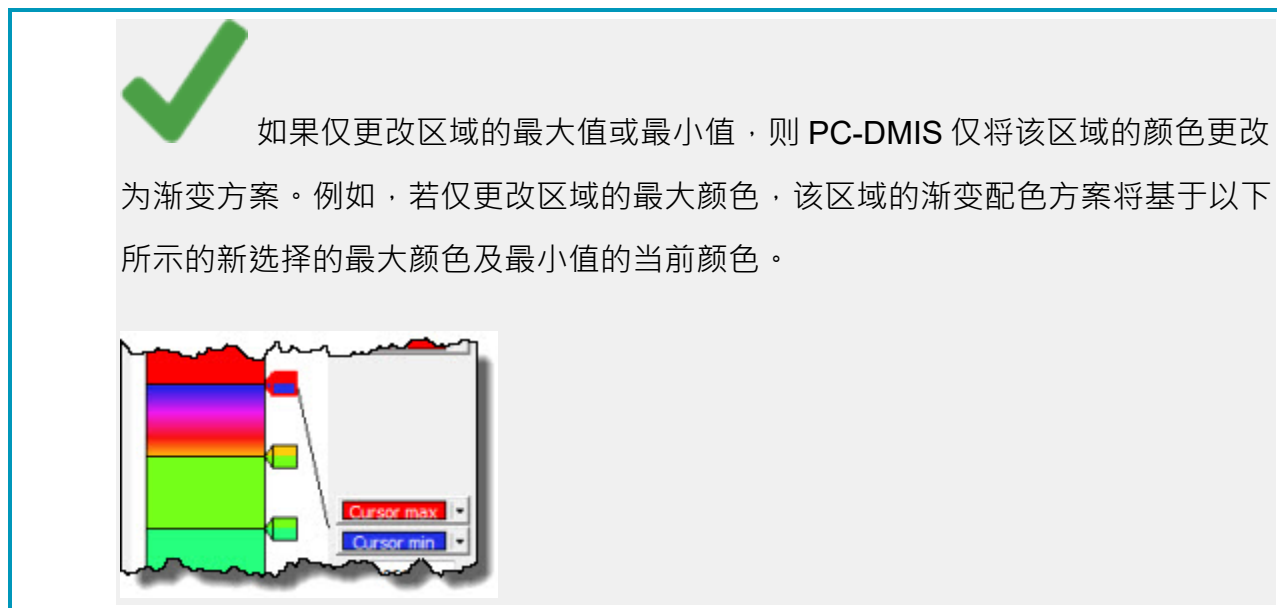 如果仅更改区域的最大值或最小值，则 PC-DMIS 仅将该区域的颜色更改
为渐变方案。例如，若仅更改区域的最大颜色，该区域的渐变配色方案将基于以下
所示的新选择的最大颜色及最小值的当前颜色。
Cursor max
Cursor min